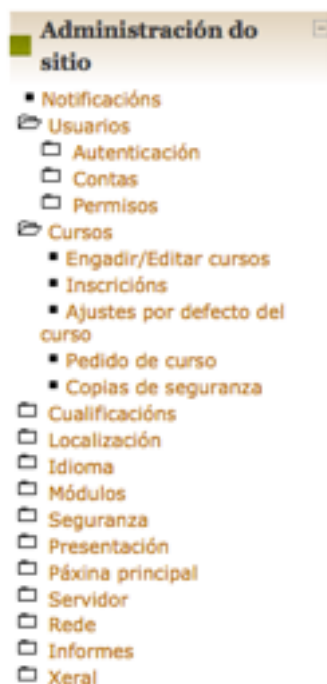 Administración do
sitio
Notificacións
Usuarios
Autenticación
Contas
Permisos
Cursos
Engadir/Editar cursos
Inscricións
Ajustes por defecto del
curso
Pedido de curso
Copias de seguranza
Cualificacións
Localización
Idioma
Módulos
Seguranza
Presentación
Páxina principal
Servidor
Rede
Informes
Xeral